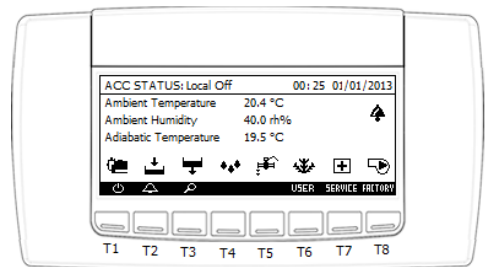 ACC STATUS: Local Off 00:25 01/01/2013
Ambient Temperature 20.4 °C
Ambient Humidity 40.0 rh%
Adiabatic Temperature 19.5 °C
USER SERVICE FACTORY
T1 T2 T3 T4 T5 T6 T7 T8